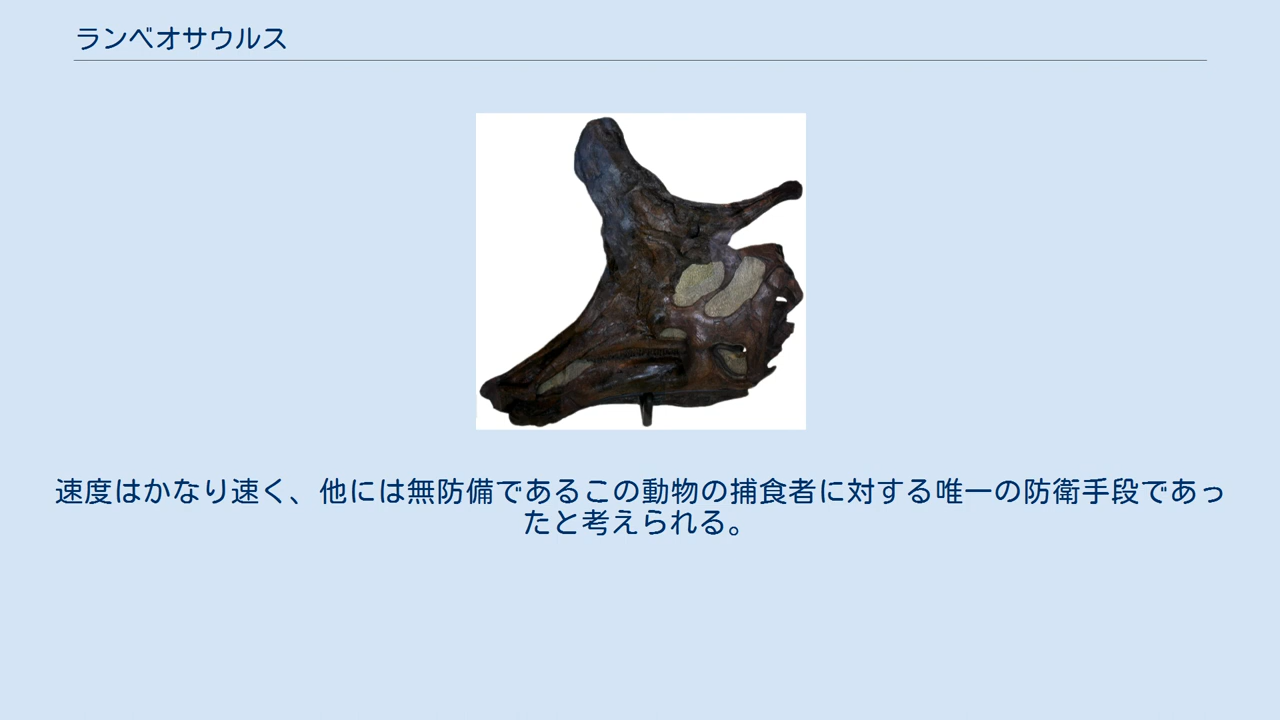 ランベオサウルス
速度はかなり速く、他には無防備であるこの動物の捕食者に対する唯一の防衛手段であっ
たと考えられる。